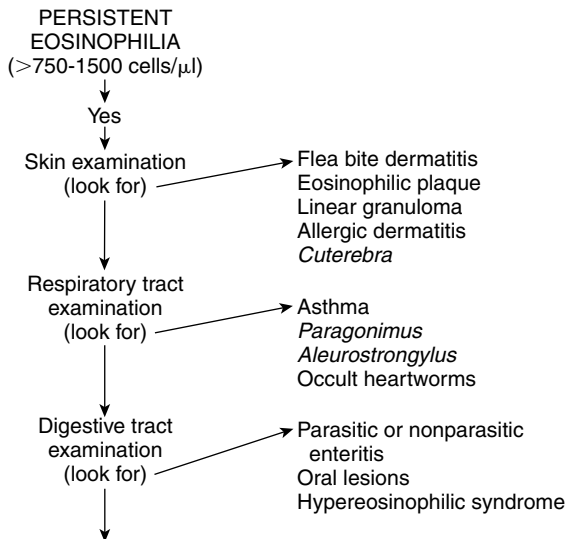 PERSISTENT
EOSINOPHILIA
(>750-1500 cells/μl)
Yes
Skin examination
(look for)
Flea bite dermatitis
Eosinophilic plaque
Linear granuloma
Allergic dermatitis
Cuterebra
Respiratory tract
examination
(look for)
Asthma
Paragonimus
Aleurostrongylus
Occult heartworms
Digestive tract
examination
(look for)
Parasitic or nonparasitic
enteritis
Oral lesions
Hypereosinophilic syndrome